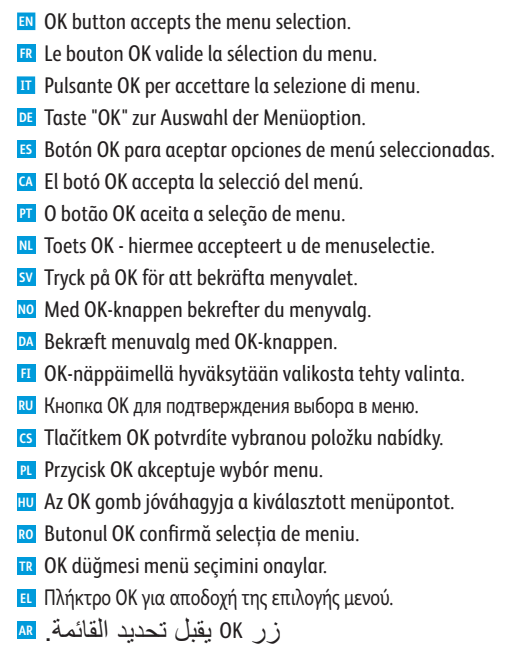 EN OK button accepts the menu selection.
FR Le bouton OK valide la sélection du menu.
IT Pulsante OK per accettare la selezione di menu.
DE Taste "OK" zur Auswahl der Menüoption.
ES Botón OK para aceptar opciones de menú seleccionadas.
CA El botó OK accepta la selecció del menú.
PT O botão OK aceita a seleção de menu.
NL Toets OK - hiermee accepteert u de menuselectie.
SV Tryck på OK för att bekräfta menyvalet.
NO Med OK-knappen bekrefter du menyvalg.
DA Bekræft menuvalg med OK-knappen.
FI OK-näppäimellä hyväksytään valikosta tehty valinta.
RU Кнопка OK для подтверждения выбора в меню.
CS Tlačítkem OK potvrdíte vybranou položku nabídky.
PL Przycisk OK akceptuje wybór menu.
HU Az OK gomb jóváhagyja a kiválasztott menüpontot.
RO Butonul OK confirmă selecția de meniu.
TR OK düğmesi menü seçimini onaylar.
EL Πλήκτρο OK για αποδοχή της επιλογής μενού.
AR زر OK يقبل تحديد القائمة.